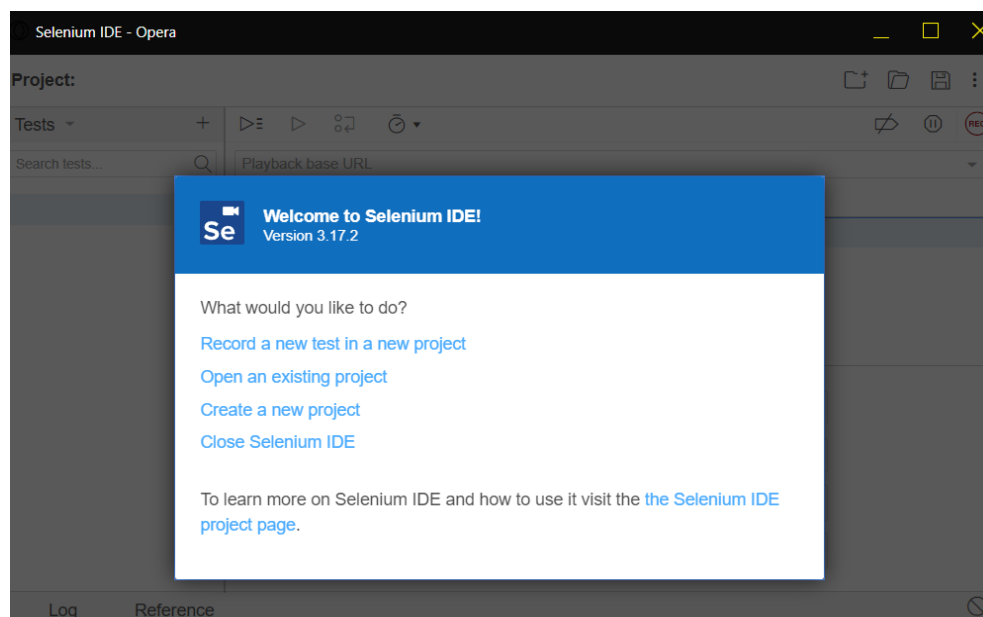 Selenium IDE - Opera
Project:
Tests
Search tests...
Playback base URL
REC
Se
Welcome to Selenium IDE!
Version 3.17.2
What would you like to do?
Record a new test in a new project
Open an existing project
Create a new project
Close Selenium IDE
To learn more on Selenium IDE and how to use it visit the the Selenium IDE
project page.
Log Reference